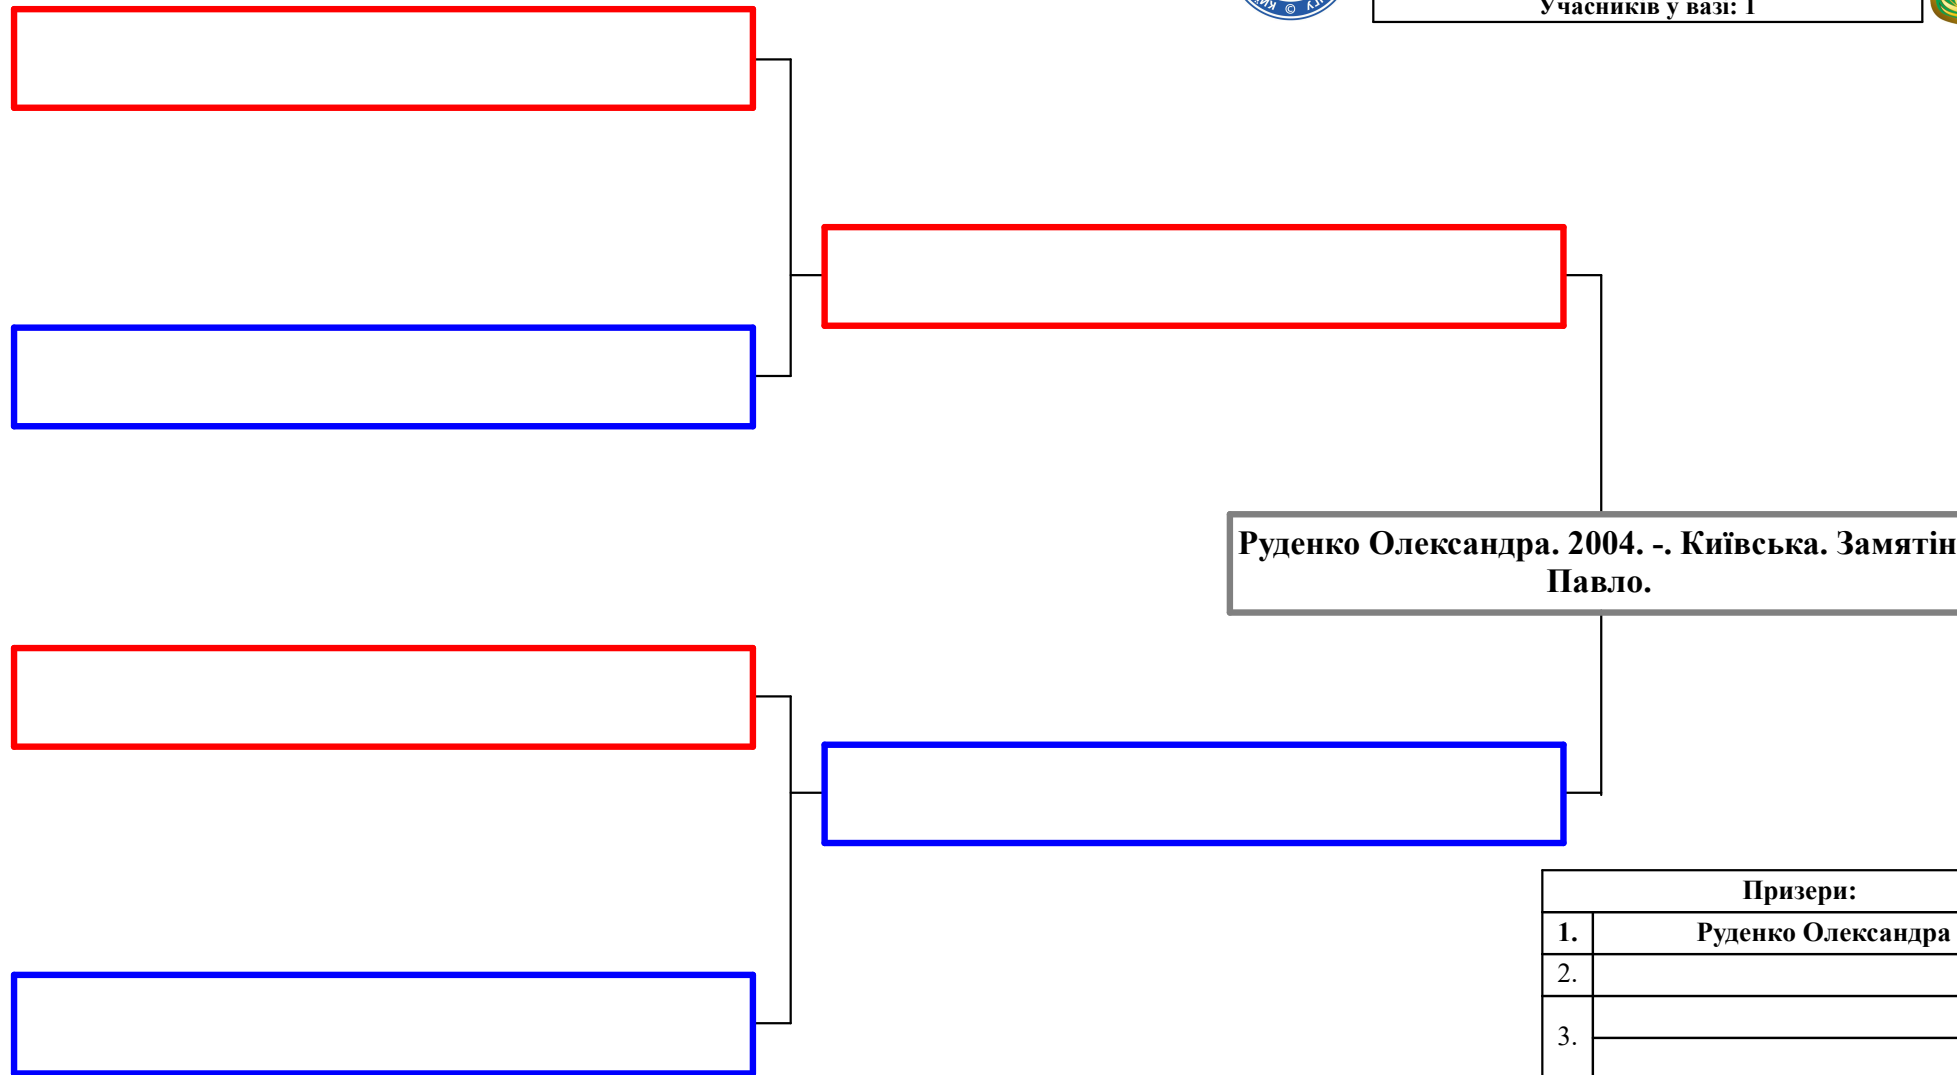 Учасників у вазі: 1
Руденко Олександра. 2004. -. Київська. Замятін
Павло.
Призери:
1. Руденко Олександра
2.
3.